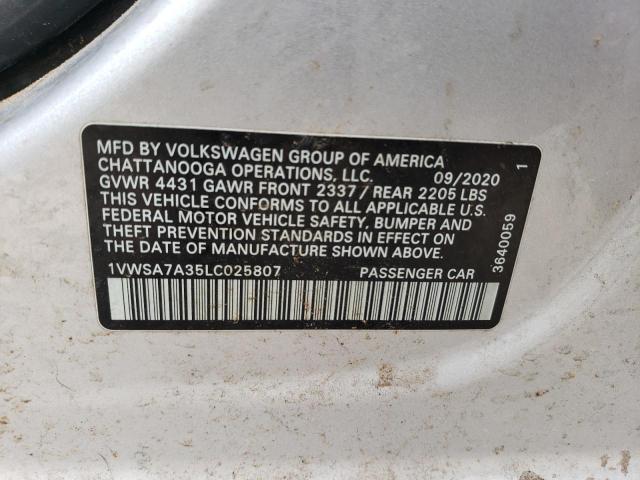 MFD BY VOLKSWAGEN GROUP OF AMERICA
CHATTANOOGA OPERATIONS, LLC. 09/2020
GVWR 4431 GAWR FRONT 2337 / REAR 2205 LBS
THIS VEHICLE CONFORMS TO ALL APPLICABLE U.S.
FEDERAL MOTOR VEHICLE SAFETY, BUMPER AND
THEFT PREVENTION STANDARDS IN EFFECT ON THE
DATE OF MANUFACTURE SHOWN ABOVE.
1VWSA7A35LC025807 PASSENGER CAR
3640059 1